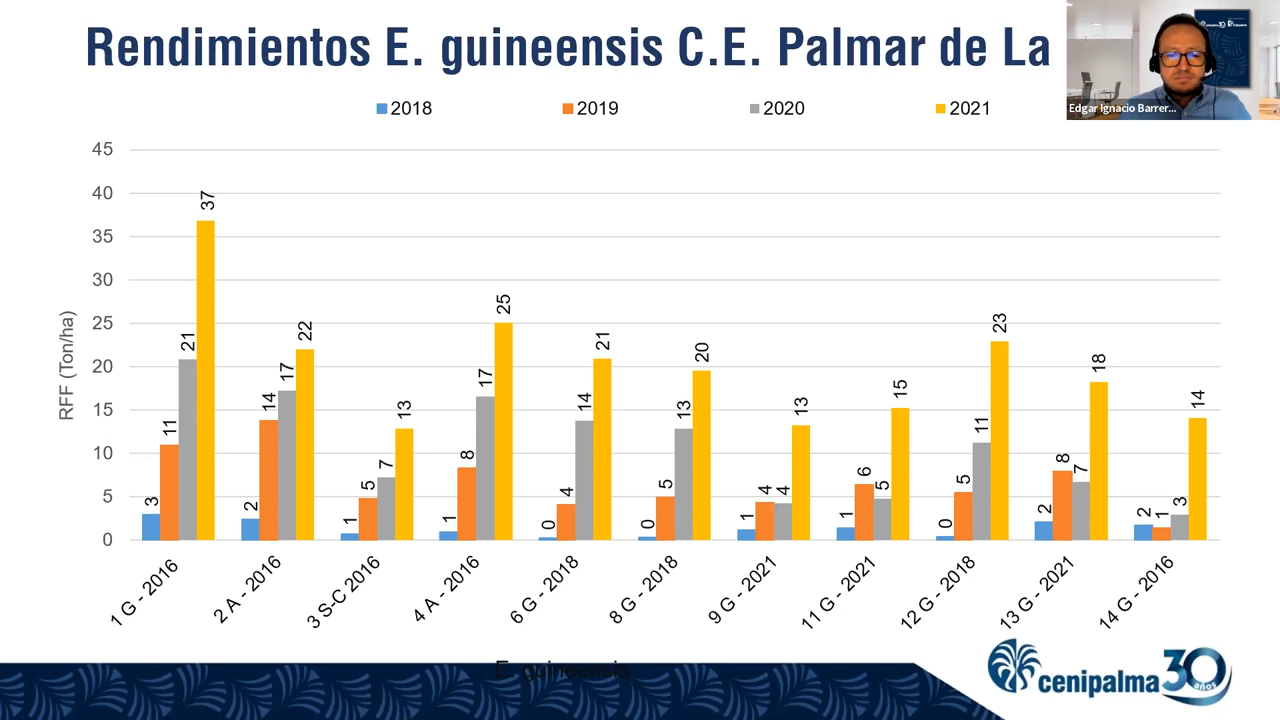 Rendimientos E. guineensis C.E. Palmar de La
Edgar Ignacio Barrer...
2018 2019 2020 2021
45
40
35
30
25
20
15
10
5
0
RFF (Ton/ha)
3 11 21 37
2 14 17 22
1 5 7 13
1 8 17 25
0 4 14 21
0 5 13 20
1 4 4 13
1 6 5 15
0 5 11 23
2 8 7 18
2 1 3 14
1 G - 2016
2 A - 2016
3 S-C 2016
4 A - 2016
6 G - 2018
8 G - 2018
9 G - 2021
11 G - 2021
12 G - 2018
13 G - 2021
14 G - 2016
E. guineensis
cenipalma 30
años